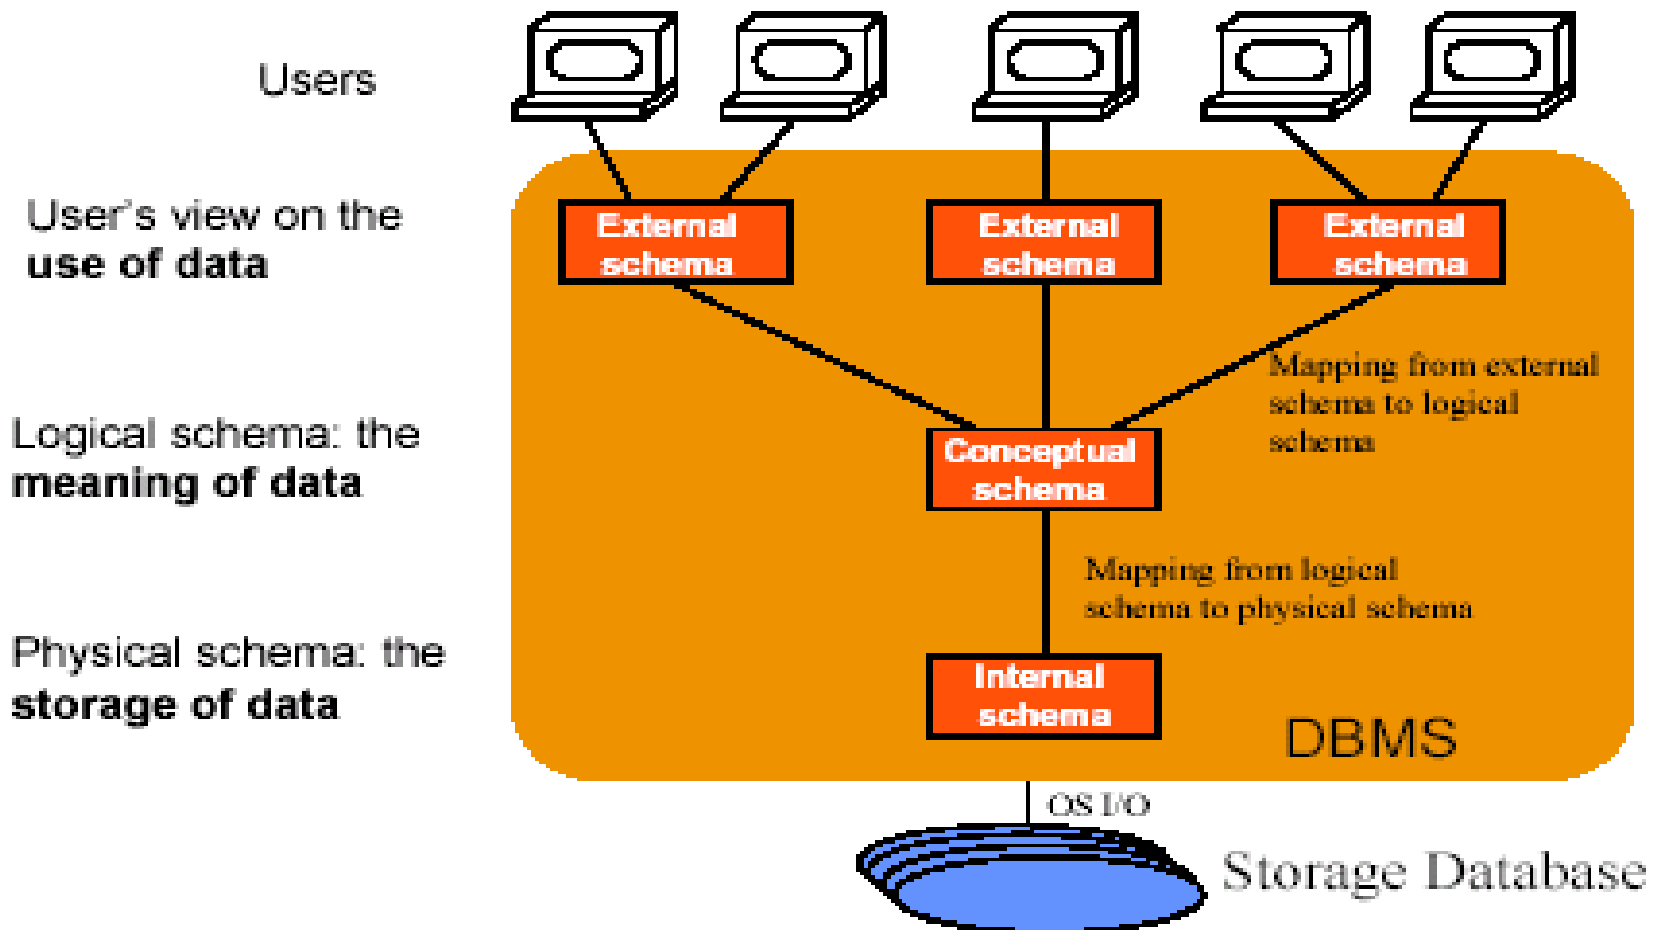 Users
User's view on the
use of data
External
schema
External
schema
External
schema
Mapping from external
schema to logical
schema
Logical schema: the
meaning of data
Conceptual
schema
Mapping from logical
schema to physical schema
Physical schema: the
storage of data
Internal
schema
DBMS
OS I/O
Storage Database